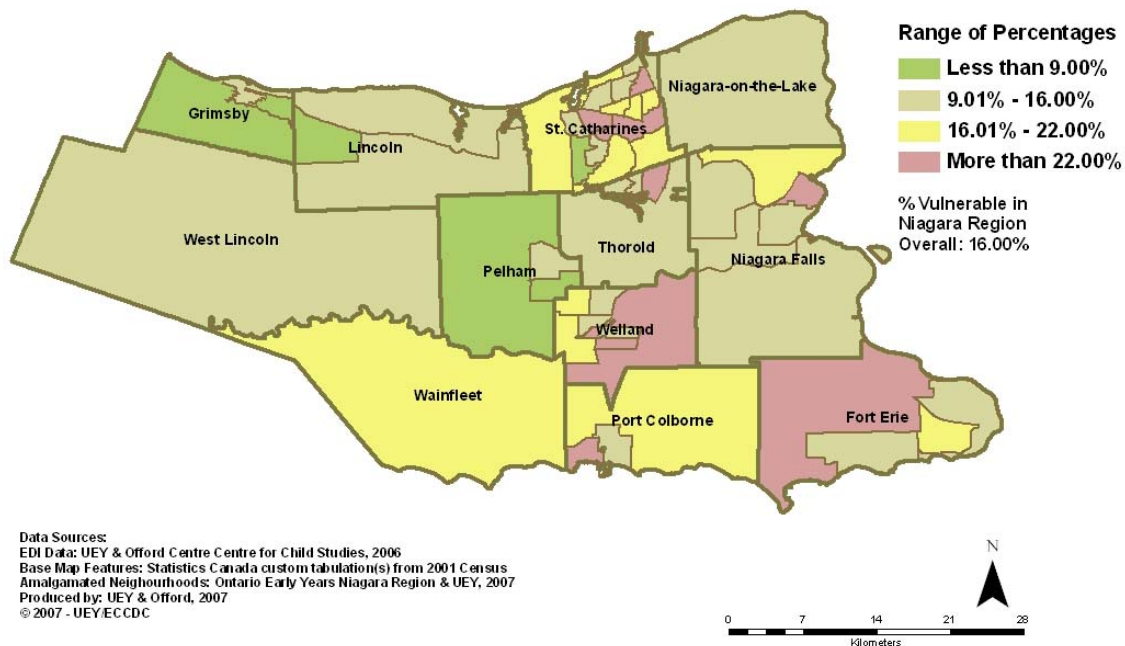 Range of Percentages
Less than 9.00%
9.01% - 16.00%
16.01% - 22.00%
More than 22.00%
% Vulnerable in
Niagara Region
Overall: 16.00%
Niagara-on-the-Lake
Grimsby
Lincoln
St. Catharines
West Lincoln
Pelham
Thorold
Niagara Falls
Welland
Wainfleet
Port Colborne
Fort Erie
Data Sources:
EDI Data: UEY & Offord Centre Centre for Child Studies, 2006
Base Map Features: Statistics Canada custom tabulation(s) from 2001 Census
Amalgamated Neighourhoods: Ontario Early Years Niagara Region & UEY, 2007
Produced by: UEY & Offord, 2007
© 2007 - UEY/ECCDC
N
0 7 14 21 28
Kilometers